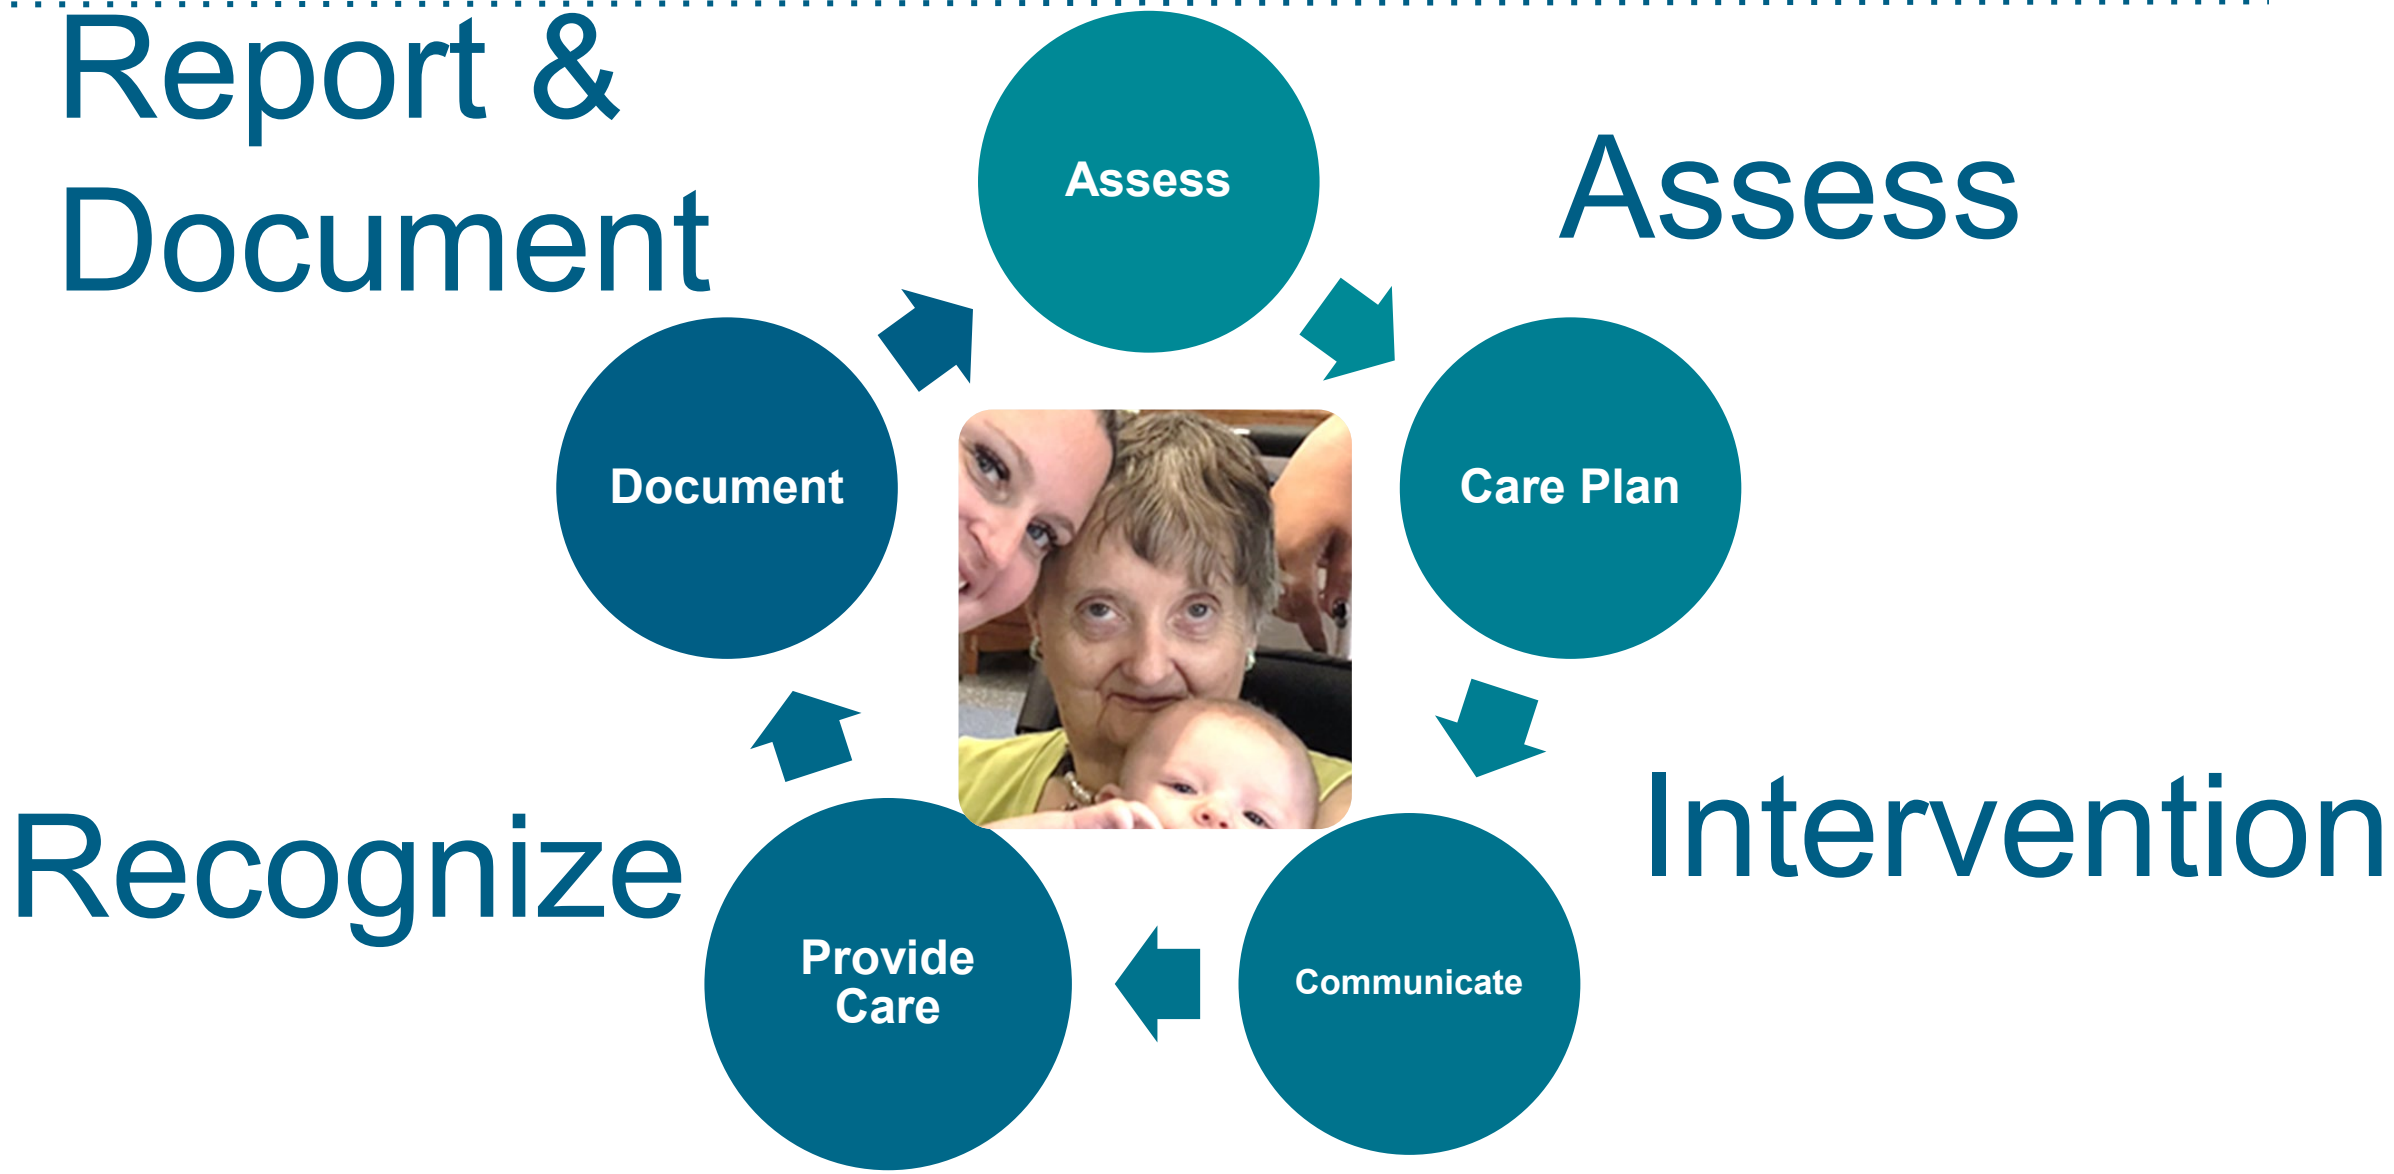 Report &
Document
Assess
Assess
Document
Care Plan
Recognize
Intervention
Provide
Care
Communicate